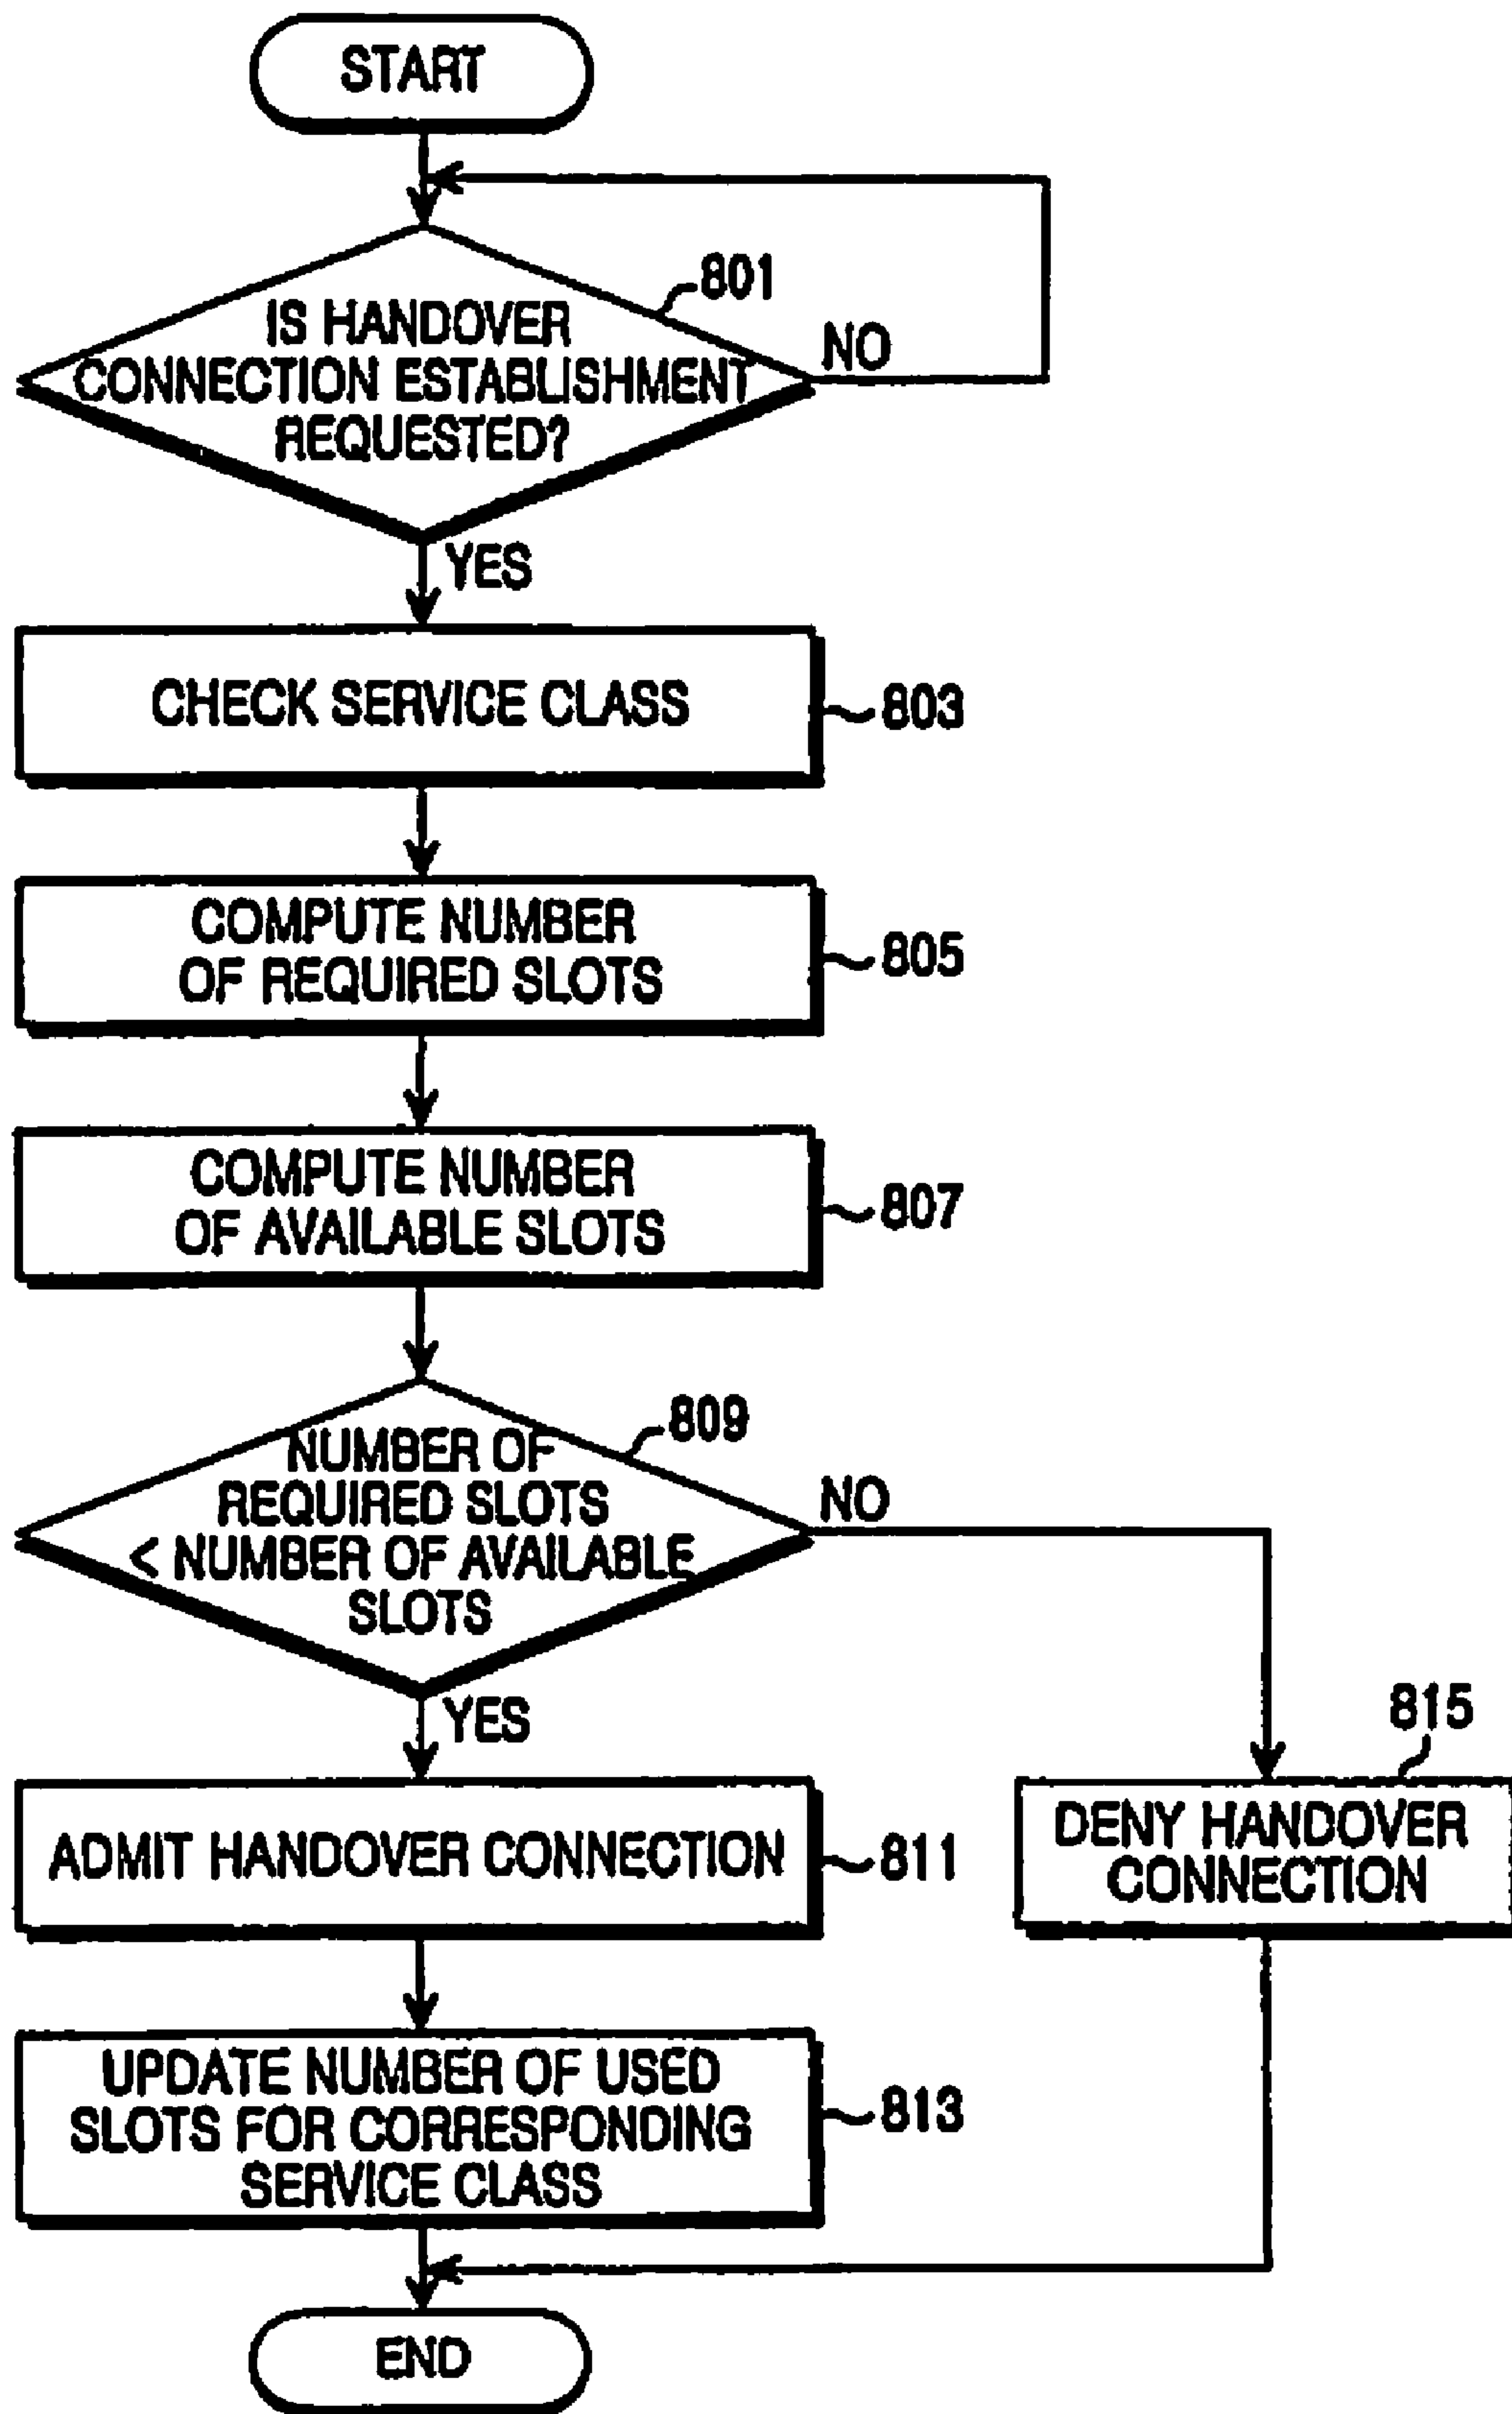 START
801
IS HANDOVER
CONNECTION ESTABLISHMENT
REQUESTED?
NO
YES
CHECK SERVICE CLASS
803
COMPUTE NUMBER
OF REQUIRED SLOTS
805
COMPUTE NUMBER
OF AVAILABLE SLOTS
807
809
NUMBER OF
REQUIRED SLOTS
< NUMBER OF AVAILABLE
SLOTS
NO
YES
815
ADMIT HANDOVER CONNECTION
811
DENY HANDOVER
CONNECTION
UPDATE NUMBER OF USED
SLOTS FOR CORRESPONDING
SERVICE CLASS
813
END